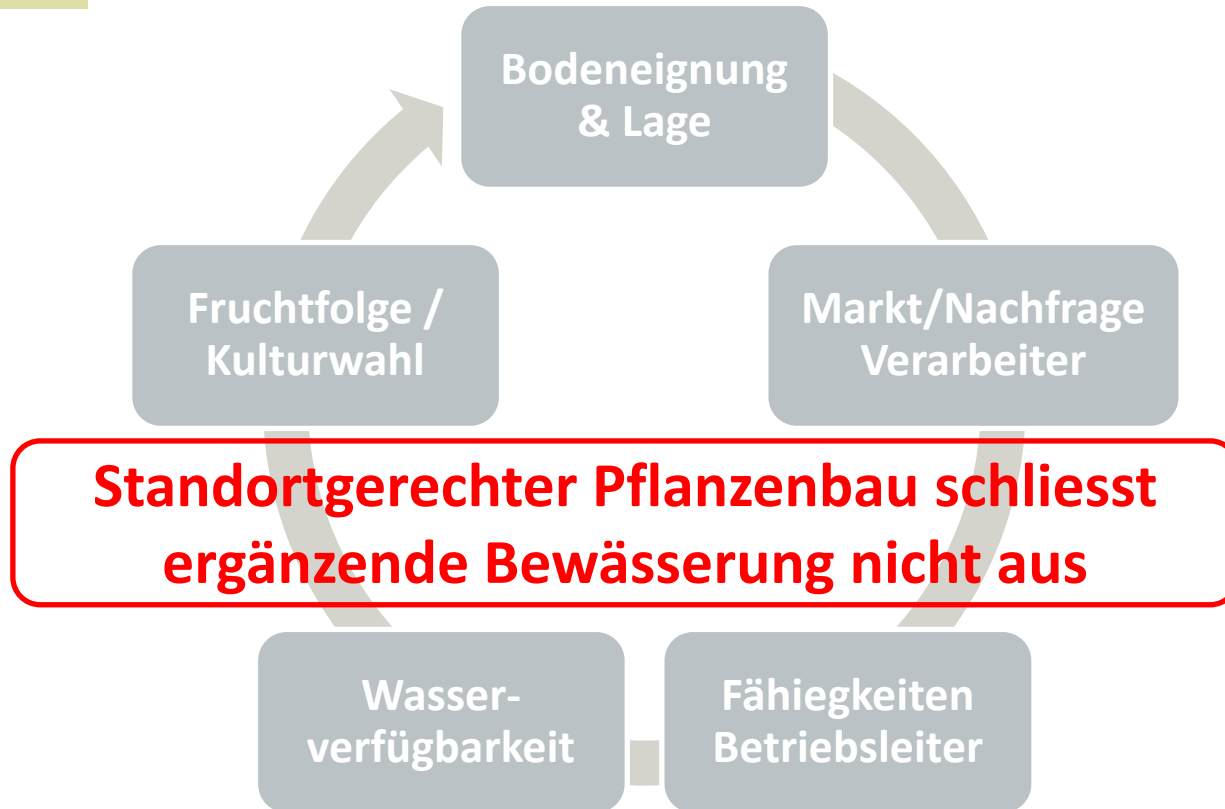 Bodeneignung
& Lage
Fruchtfolge /
Kulturwahl
Markt/Nachfrage
Verarbeiter
Standortgerechter Pflanzenbau schliesst
ergänzende Bewässerung nicht aus
Wasser-
verfügbarkeit
Fähiegkeiten
Betriebsleiter